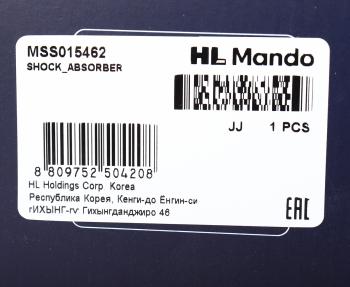 MSS015462
SHOCK_ABSORBER
HL Mando
JJ 1 PCS
8 809752 504208
HL Holdings Corp Korea
Республика Корея, Кенги-до Ёнгин-си
гИХЫНГ-гу Гихынгданджиро 46
EAC